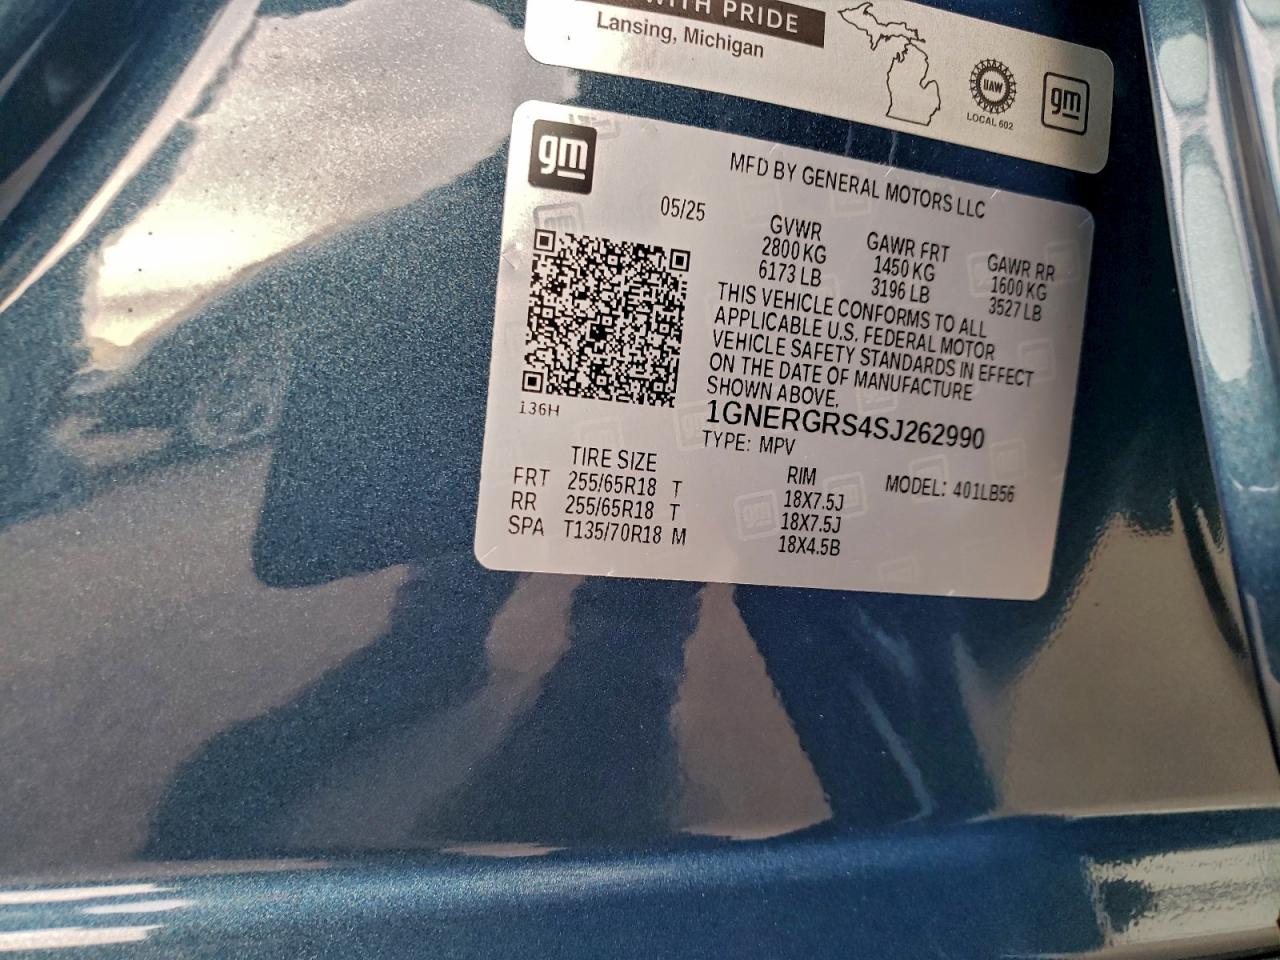 WITH PRIDE
Lansing, Michigan
UAW
LOCAL 602
gm
gm
MFD BY GENERAL MOTORS LLC
05/25
GVWR GAWR FRT GAWR RR
2800 KG 1450 KG 1600 KG
6173 LB 3196 LB 3527 LB
THIS VEHICLE CONFORMS TO ALL
APPLICABLE U.S. FEDERAL MOTOR
VEHICLE SAFETY STANDARDS IN EFFECT
ON THE DATE OF MANUFACTURE
SHOWN ABOVE.
136H
1GNERGRS4SJ262990
TYPE: MPV
TIRE SIZE RIM MODEL: 401LB56
FRT 255/65R18 T 18X7.5J
RR 255/65R18 T 18X7.5J
SPA T135/70R18 M 18X4.5B